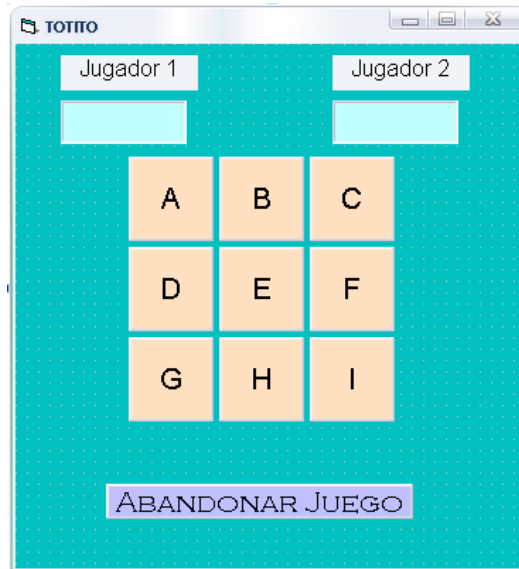 TOTITO
Jugador 1 Jugador 2
A B C
D E F
G H I
ABANDONAR JUEGO